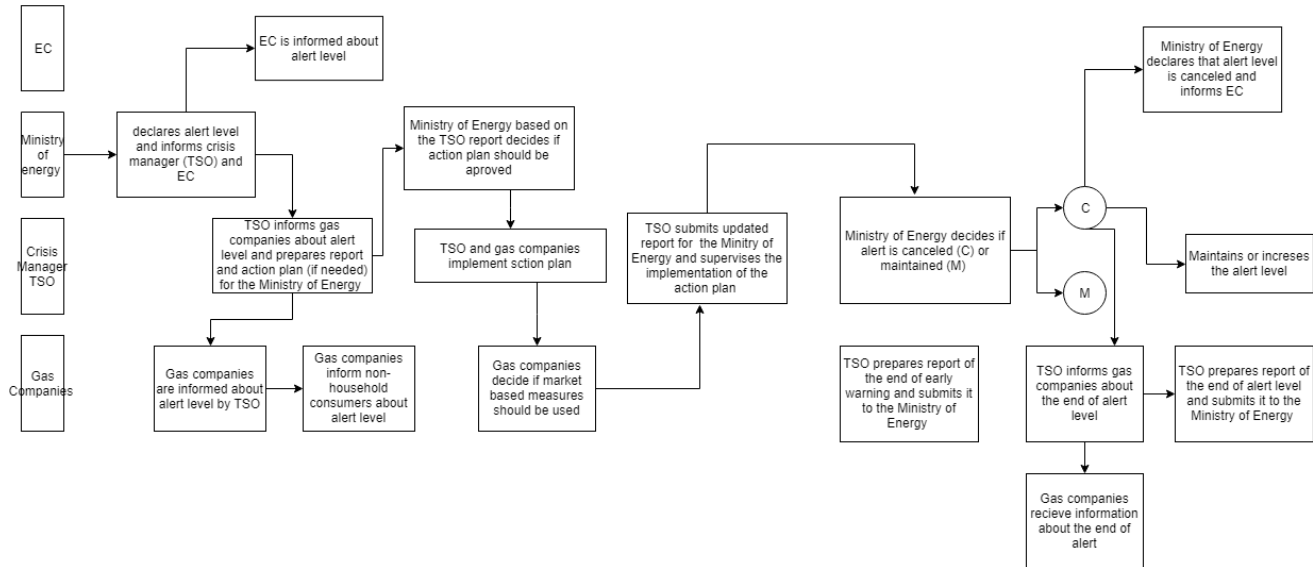 EC
EC is informed about
alert level
Ministry of Energy
declares that alert level
is canceled and
informs EC
Ministry
of
energy
declares alert level
and informs crisis
manager (TSO) and
EC
Ministry of Energy based on
the TSO report decides if
action plan should be
aproved
Crisis
Manager
TSO
TSO informs gas
companies about alert
level and prepares report
and action plan (if needed)
for the Ministry of Energy
TSO and gas companies
implement sction plan
TSO submits updated
report for the Minitry of
Energy and supervises the
implementation of the
action plan
Ministry of Energy decides if
alert is canceled (C) or
maintained (M)
C
M
Maintains or increses
the alert level
Gas
Companies
Gas companies
are informed about
alert level by TSO
Gas companies
inform non-
household
consumers about
alert level
Gas companies
decide if market
based measures
should be used
TSO prepares report of
the end of early
warning and submits it
to the Ministry of
Energy
TSO informs gas
companies about
the end of alert
level
TSO prepares report of
the end of alert level
and submits it to the
Ministry of Energy
Gas companies
recieve information
about the end of
alert